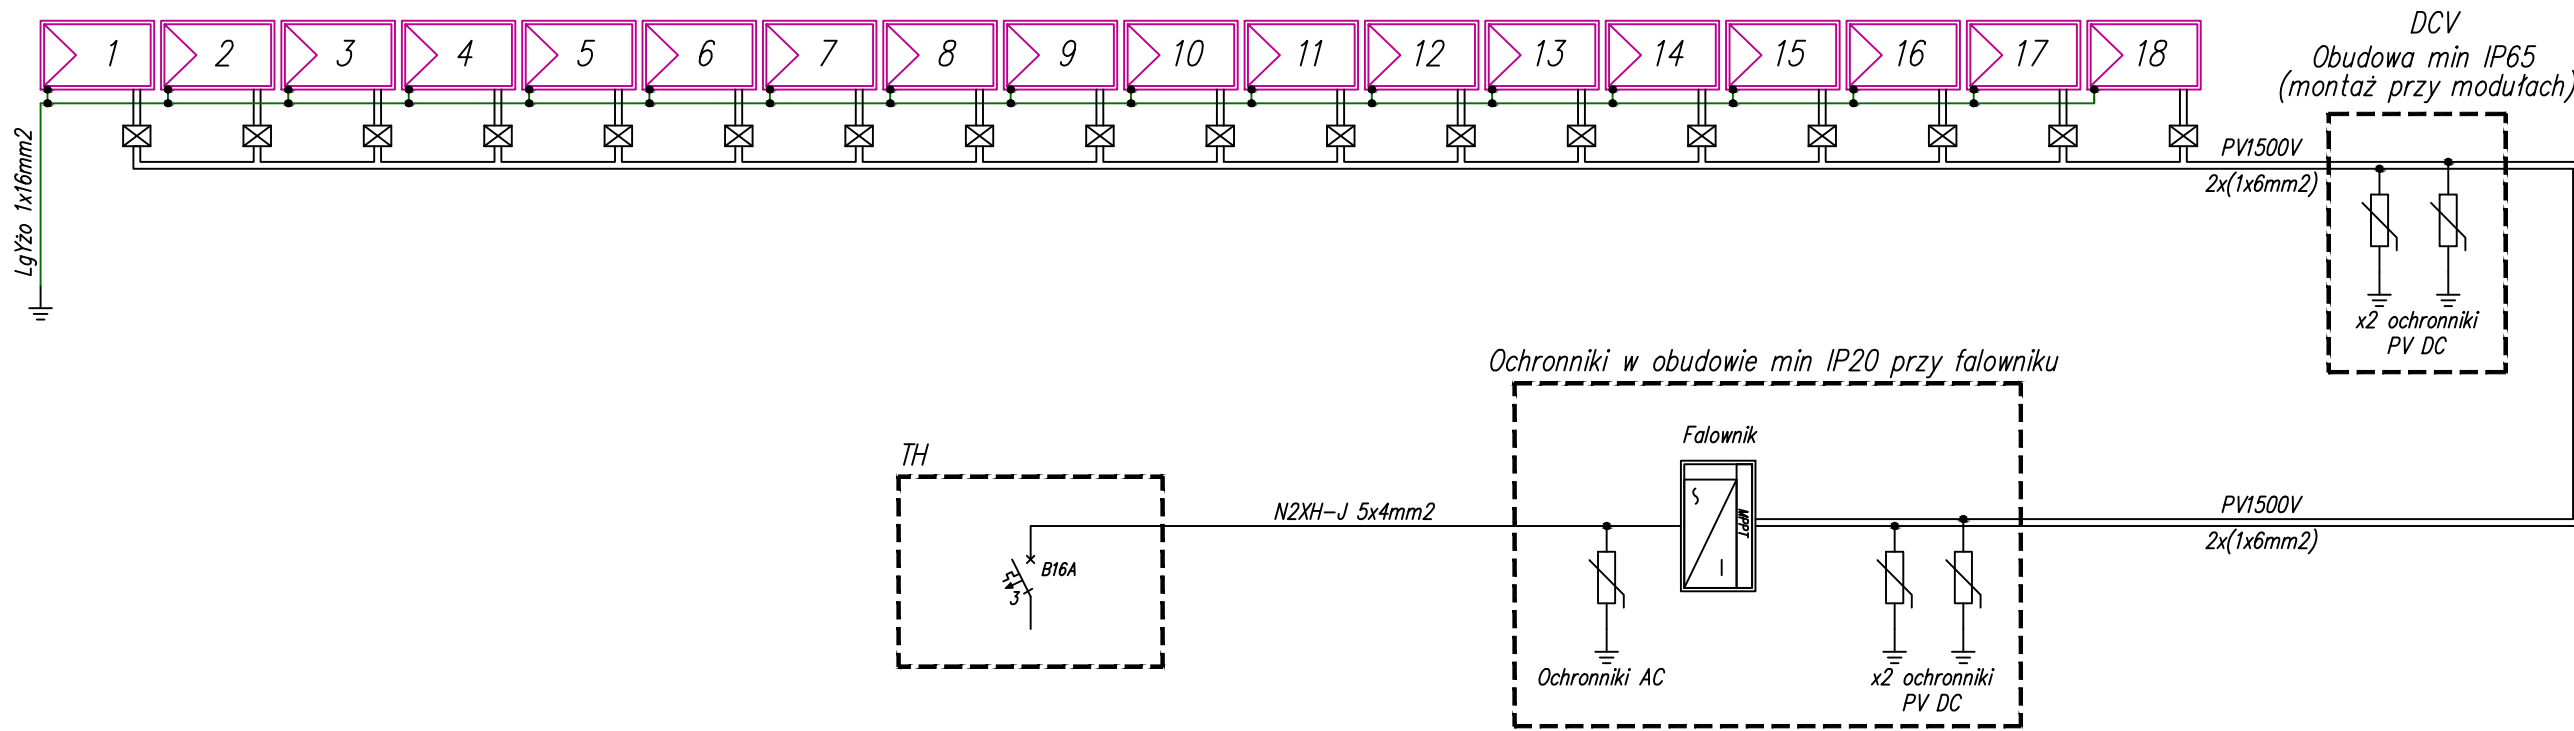 1 2 3 4 5 6 7 8 9 10 11 12 13 14 15 16 17 18
DCV
Obudowa min IP65
(montaż przy modułach)
LgYżo 1x16mm2
PV1500V
2x(1x6mm2)
x2 ochronniki
PV DC
Ochronniki w obudowie min IP20 przy falowniku
Falownik
MPPT
TH
N2XH-J 5x4mm2
B16A
3
PV1500V
2x(1x6mm2)
Ochronniki AC
x2 ochronniki
PV DC